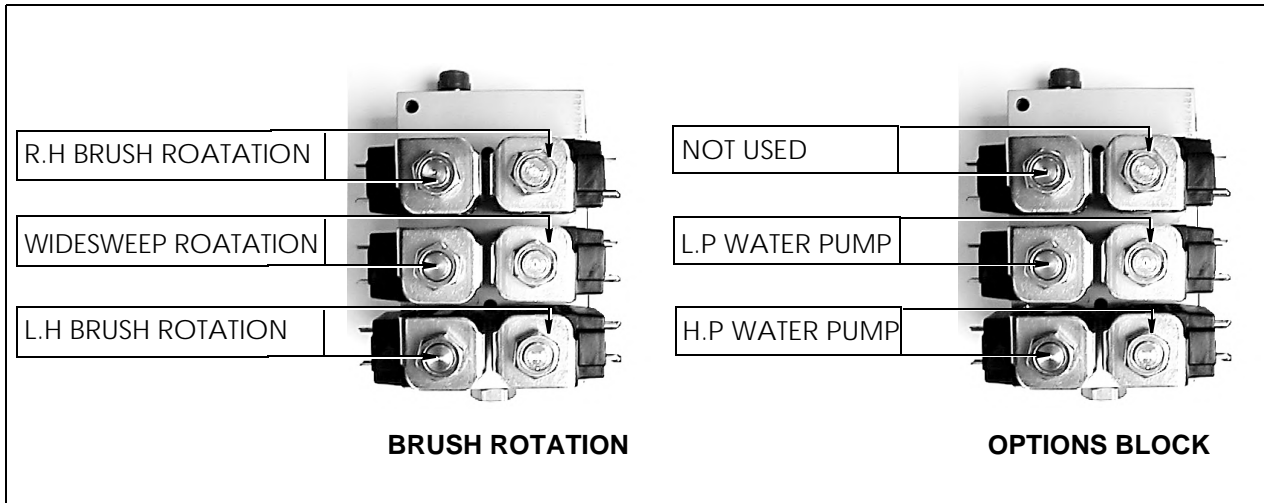 R.H BRUSH ROATATION
WIDESWEEP ROATATION
L.H BRUSH ROTATION
BRUSH ROTATION
NOT USED
L.P WATER PUMP
H.P WATER PUMP
OPTIONS BLOCK